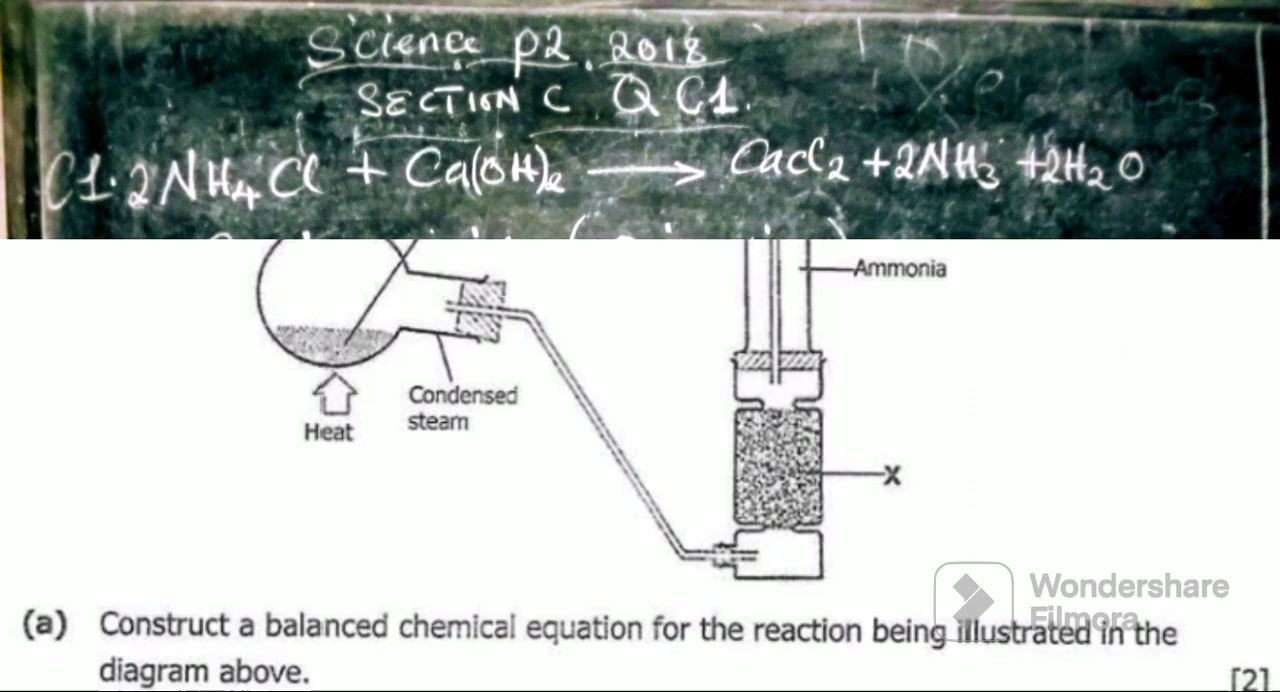 Science P2. 2018
SECTION C Q C1.
C1. 2NH₄Cl + Ca(OH)₂ → CaCl₂ + 2NH₃ + 2H₂O
Ammonia
Condensed
steam
Heat
X
Wondershare
Filmora
(a) Construct a balanced chemical equation for the reaction being illustrated in the
diagram above.
[2]